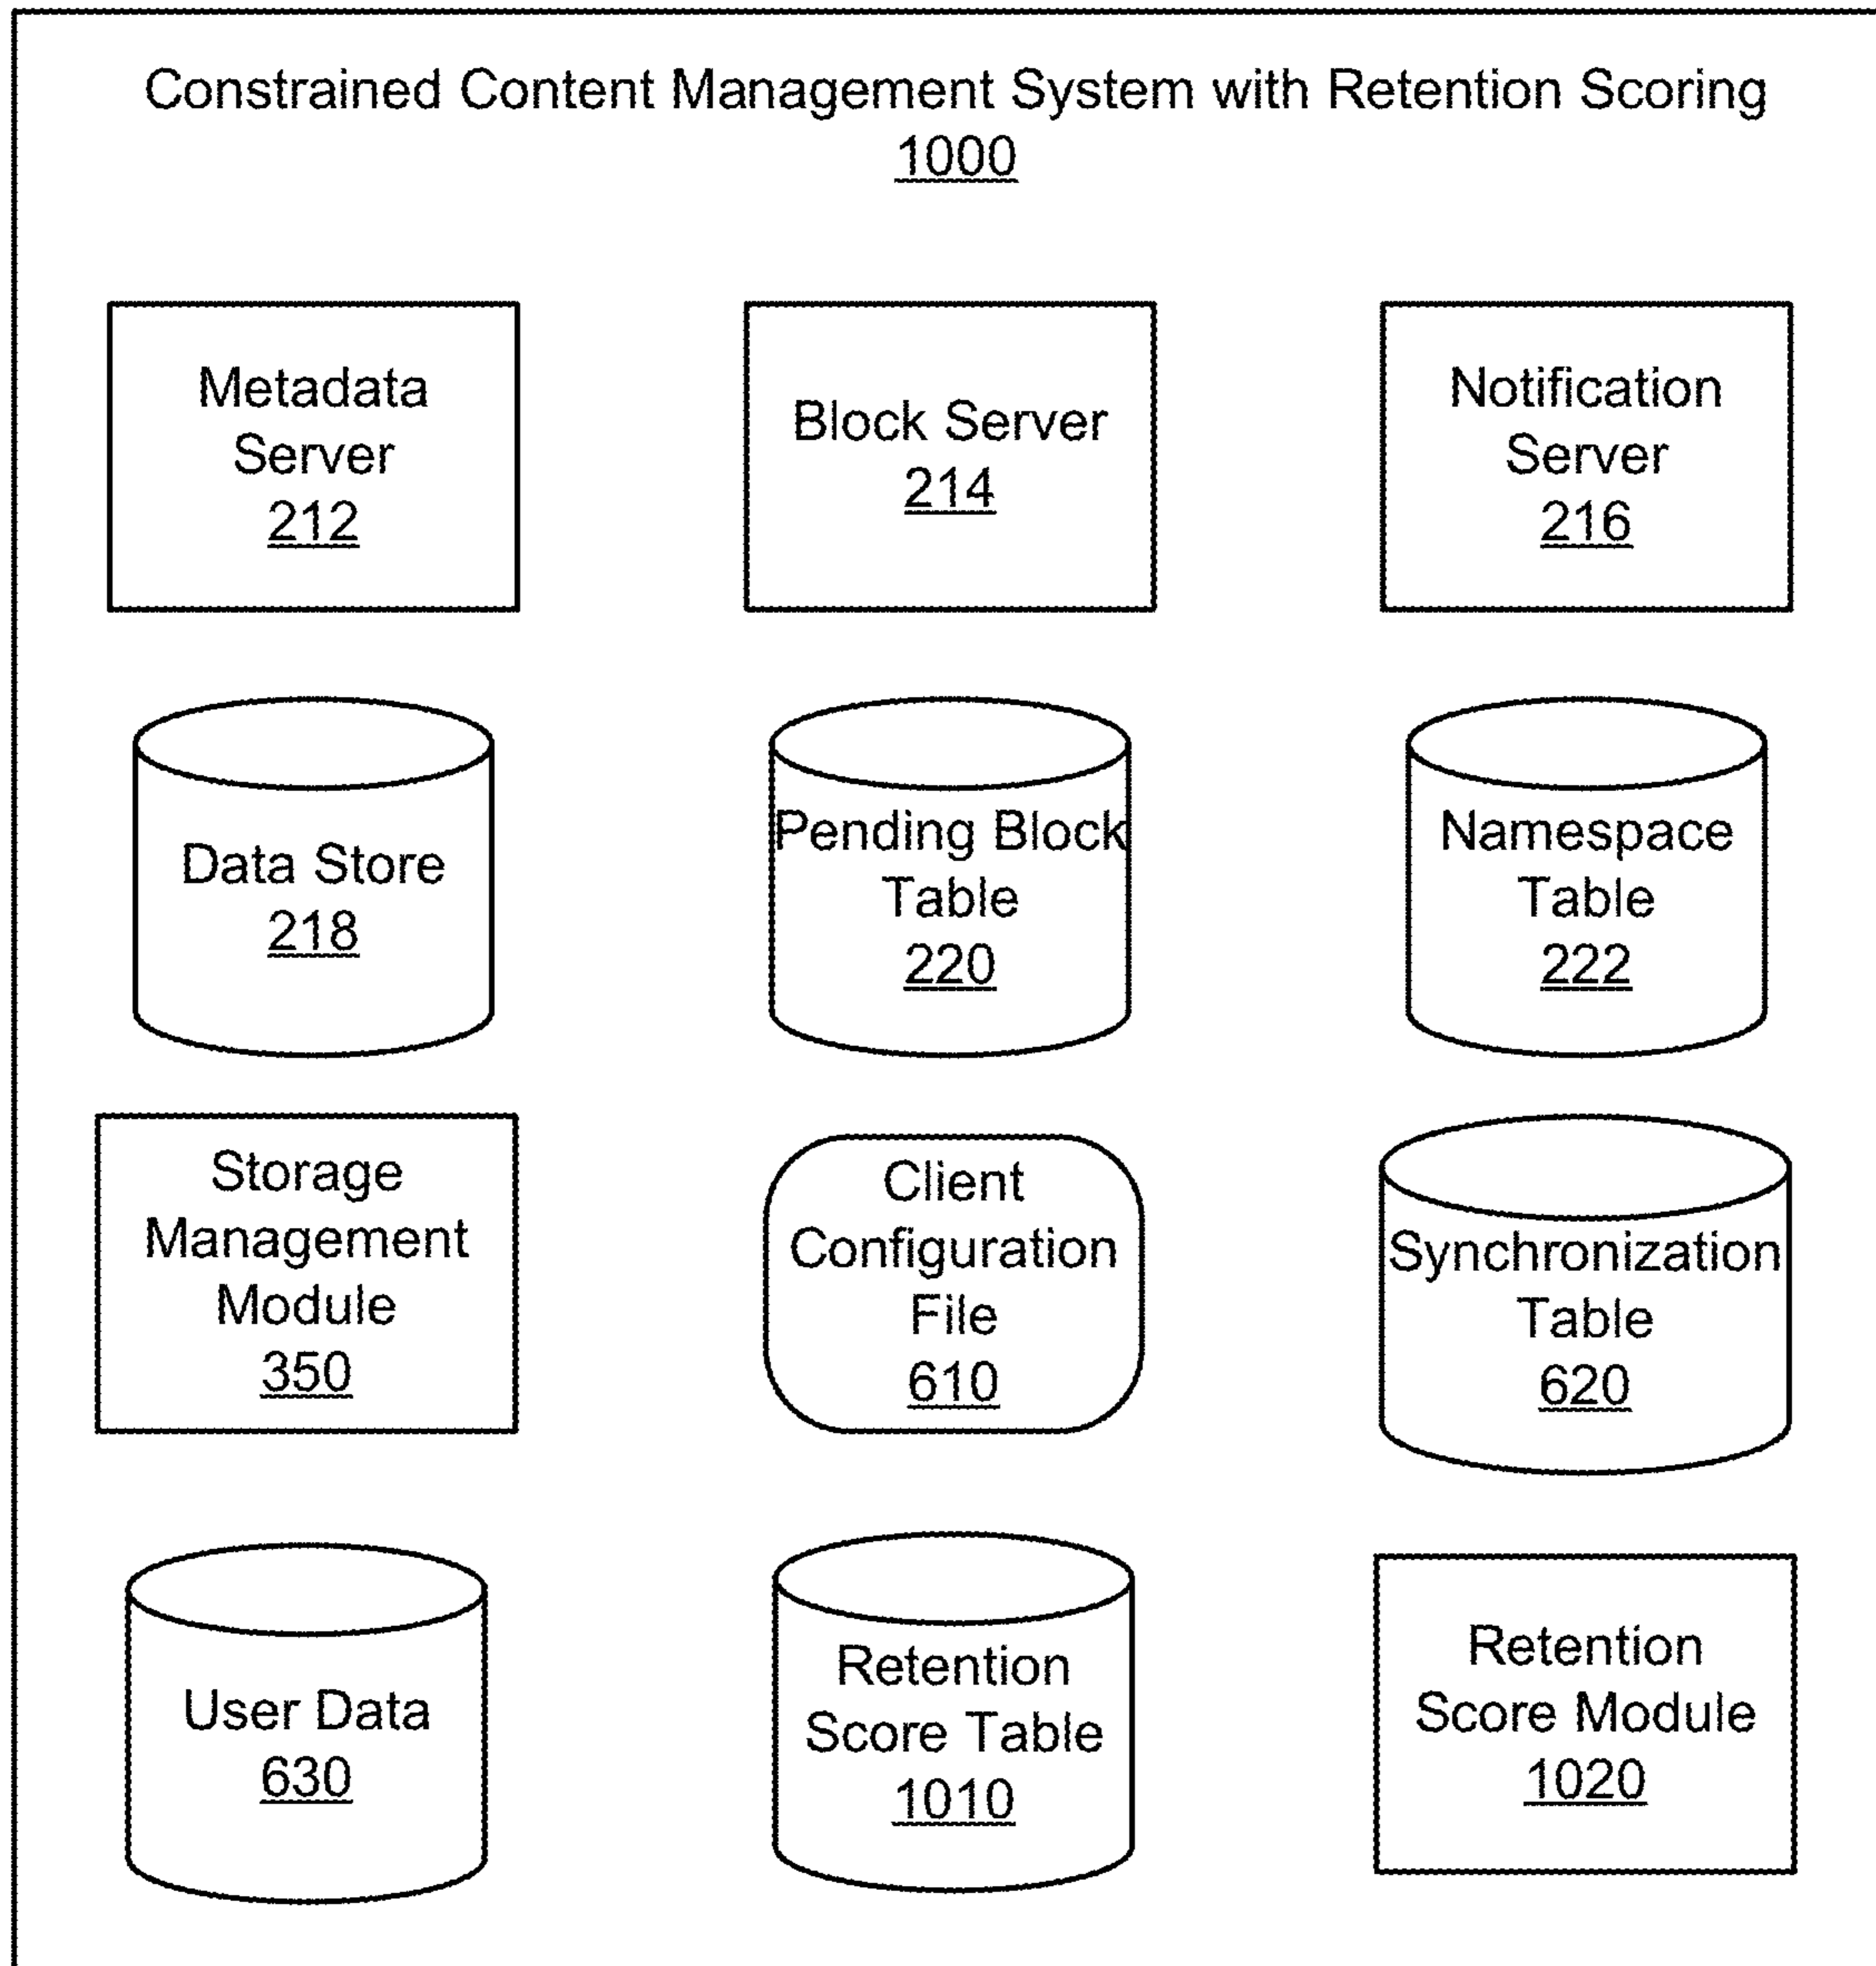 Constrained Content Management System with Retention Scoring
1000
Metadata
Server
212
Block Server
214
Notification
Server
216
Data Store
218
Pending Block
Table
220
Namespace
Table
222
Storage
Management
Module
350
Client
Configuration
File
610
Synchronization
Table
620
User Data
630
Retention
Score Table
1010
Retention
Score Module
1020